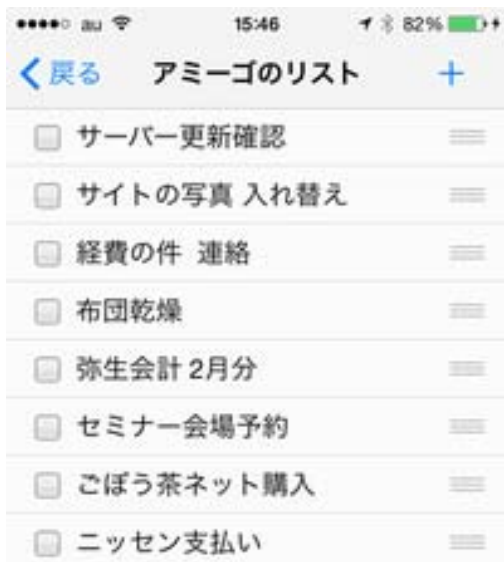 au 15:46 82%
戻る アミーゴのリスト +
サーバー更新確認
サイトの写真 入れ替え
経費の件 連絡
布団乾燥
弥生会計 2月分
セミナー会場予約
ごぼう茶ネット購入
ニッセン支払い